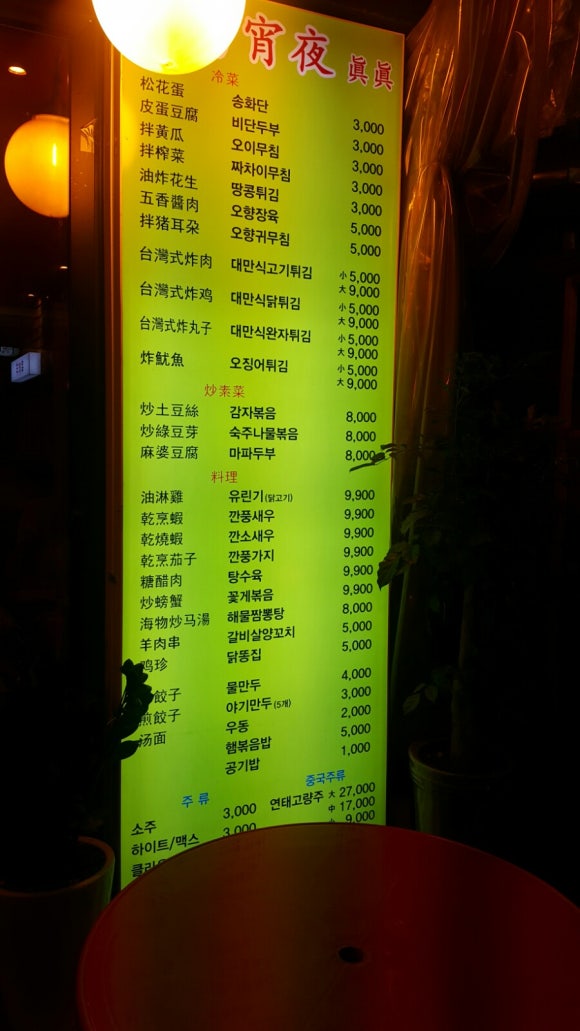 宵夜 眞眞
冷菜
松花蛋 송화단 3,000
皮蛋豆腐 비단두부 3,000
拌黃瓜 오이무침 3,000
拌榨菜 짜차이무침 3,000
油炸花生 땅콩튀김 3,000
五香醬肉 오향장육 5,000
拌猪耳朶 오향귀무침 5,000
台灣式炸肉 대만식고기튀김 小 5,000
大 9,000
台灣式炸鸡 대만식닭튀김 小 5,000
大 9,000
台灣式炸丸子 대만식완자튀김 小 5,000
大 9,000
炸魷魚 오징어튀김 小 5,000
大 9,000
炒素菜
炒土豆絲 감자볶음 8,000
炒綠豆芽 숙주나물볶음 8,000
麻婆豆腐 마파두부 8,000
料理
油淋雞 유린기(닭고기) 9,900
乾烹蝦 깐풍새우 9,900
乾燒蝦 깐소새우 9,900
乾烹茄子 깐풍가지 9,900
糖醋肉 탕수육 9,900
炒螃蟹 꽃게볶음 9,900
海物炒马湯 해물짬뽕탕 8,000
羊肉串 갈비살양꼬치 5,000
鸡珍 닭똥집 5,000
餃子 물만두 4,000
煎餃子 야기만두(5개) 3,000
汤面 우동 2,000
햄볶음밥 5,000
공기밥 1,000
주 류
소주 3,000
하이트/맥스 3,000
중국주류
연태고량주 大 27,000
中 17,000
小 9,000